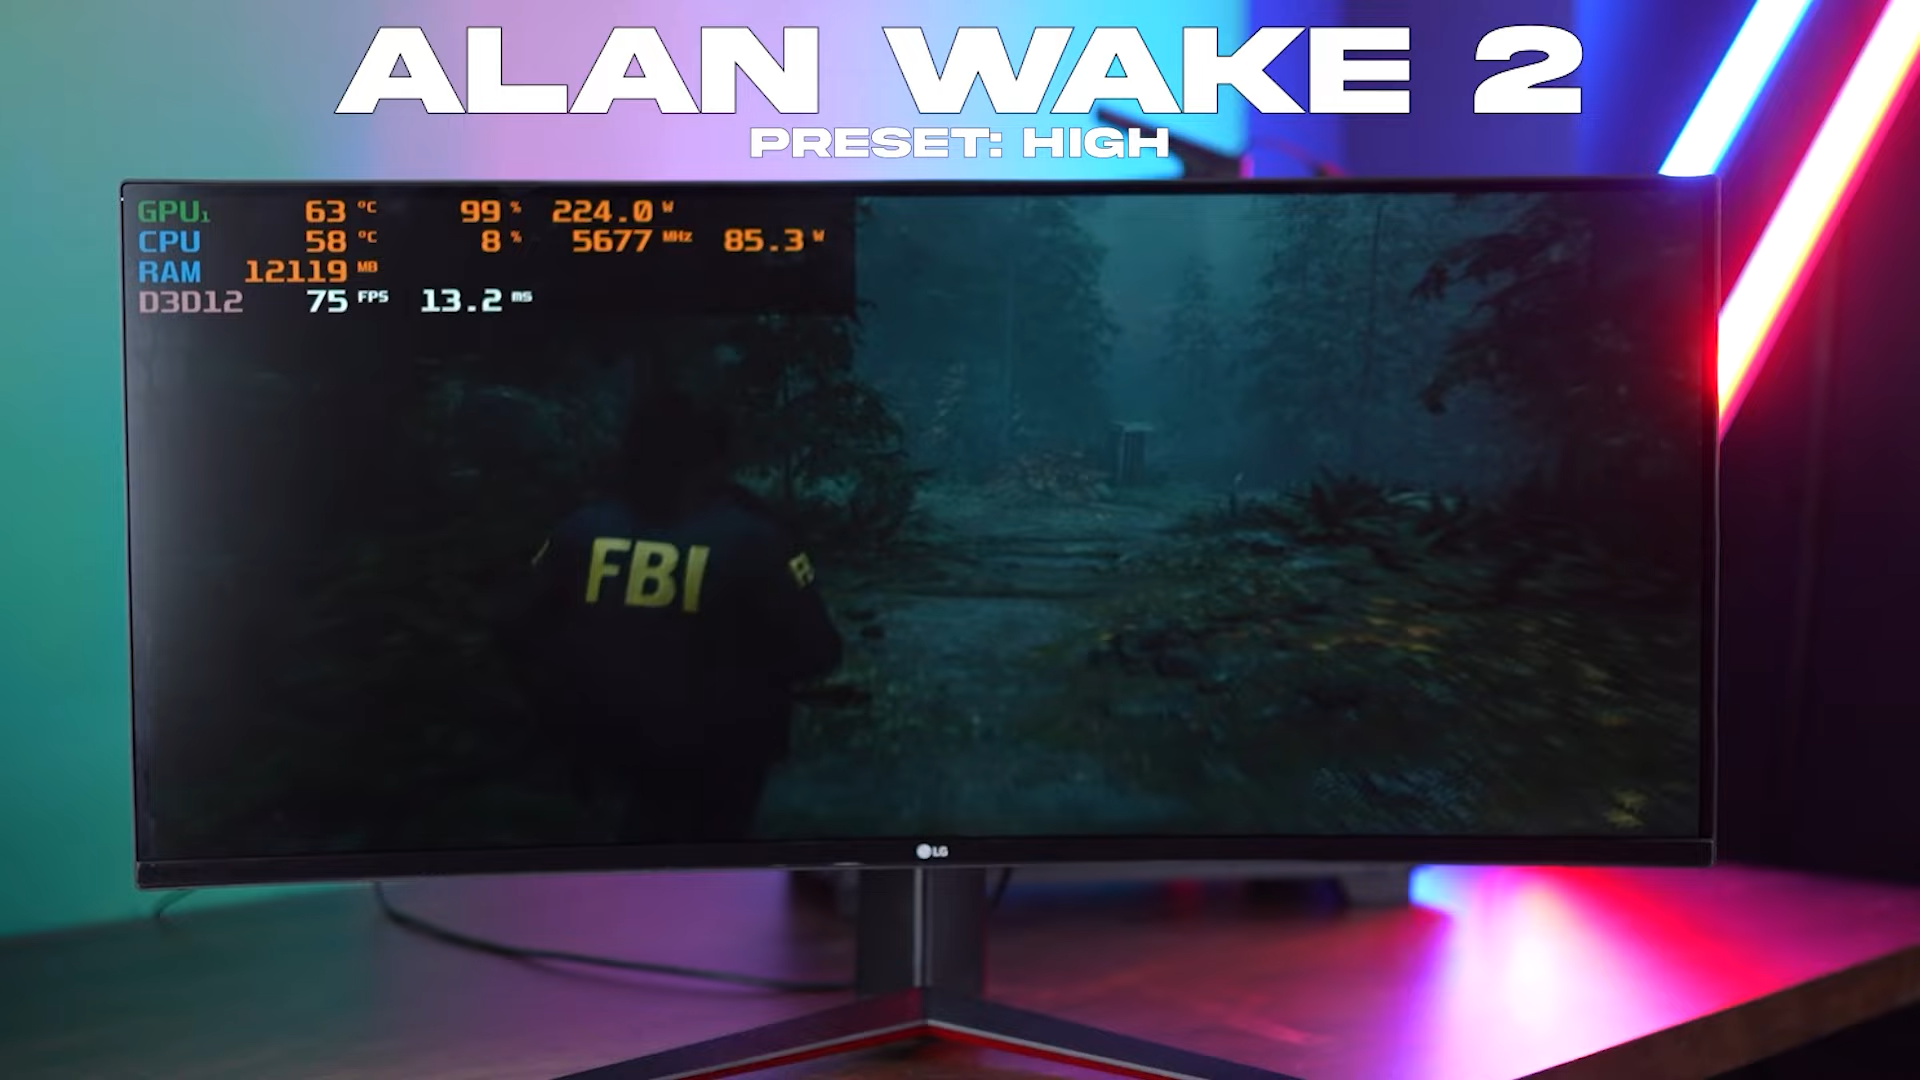 ALAN WAKE 2
PRESET: HIGH
GPU1 63 °C 99 % 224.0 W
CPU 58 °C 8 % 5677 MHz 85.3 W
RAM 12119 MB
D3D12 75 FPS 13.2 ms
FBI
LG